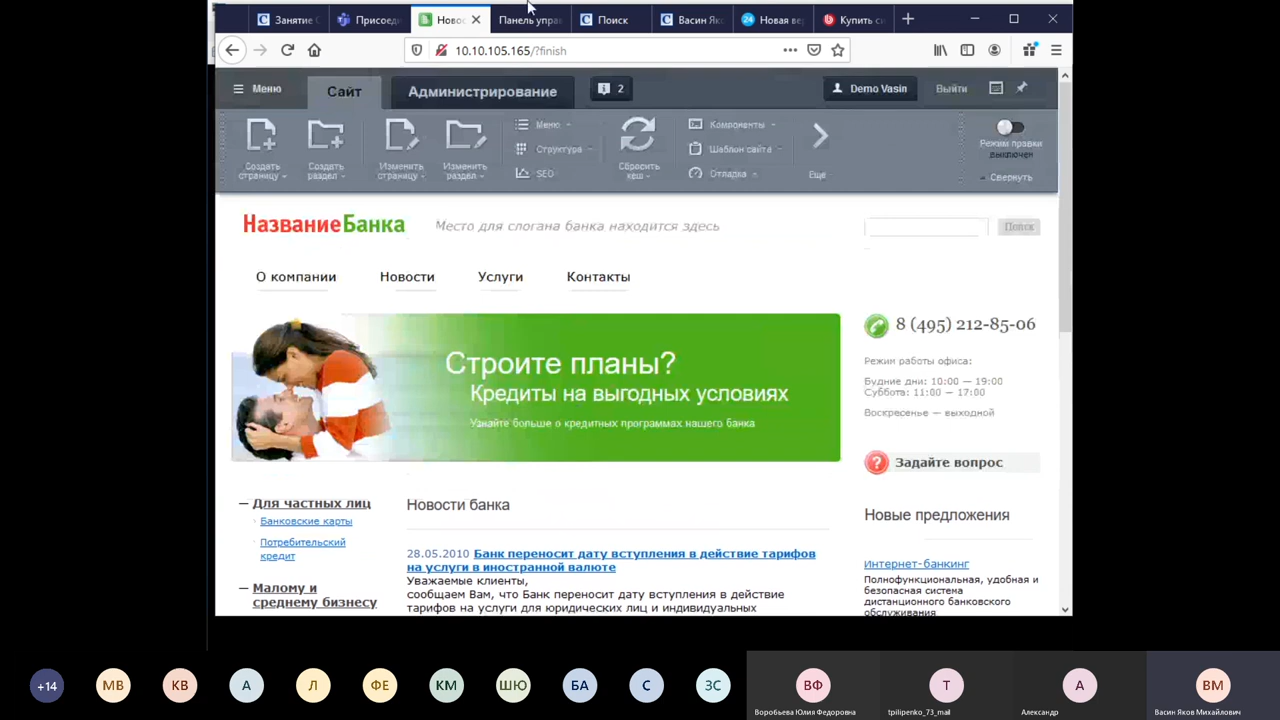 Занятие
Присоед
Новос
Панель упра
Поиск
Васин Як
24
Новая ве
Купить си
10.10.105.165/?finish
Меню
Сайт
Администрирование
2
Demo Vasin
Выйти
Создать страницу
Создать раздел
Изменить страницу
Изменить раздел
Меню
Структура
SEO
Сбросить кеш
Компоненты
Шаблон сайта
Отладка
Еще
Режим правки
выключен
Свернуть
НазваниеБанка
Место для слогана банка находится здесь
Поиск
О компании
Новости
Услуги
Контакты
Строите планы?
Кредиты на выгодных условиях
Узнайте больше о кредитных программах нашего банка
8 (495) 212-85-06
Режим работы офиса:
Будние дни: 10:00 — 19:00
Суббота: 11:00 — 17:00
Воскресенье — выходной
? Задайте вопрос
— Для частных лиц
Банковские карты
Потребительский
кредит
— Малому и
среднему бизнесу
Новости банка
28.05.2010 Банк переносит дату вступления в действие тарифов
на услуги в иностранной валюте
Уважаемые клиенты,
сообщаем Вам, что Банк переносит дату вступления в действие
тарифов на услуги для юридических лиц и индивидуальных
Новые предложения
Интернет-банкинг
Полнофункциональная, удобная и
безопасная система
дистанционного банковского
обслуживания
+14
МВ
КВ
А
Л
ФЕ
КМ
ШЮ
БА
С
ЗС
ВФ
Воробьева Юлия Федоровна
Т
tpilipenko_73_mail
А
Александр
ВМ
Васин Яков Михайлович